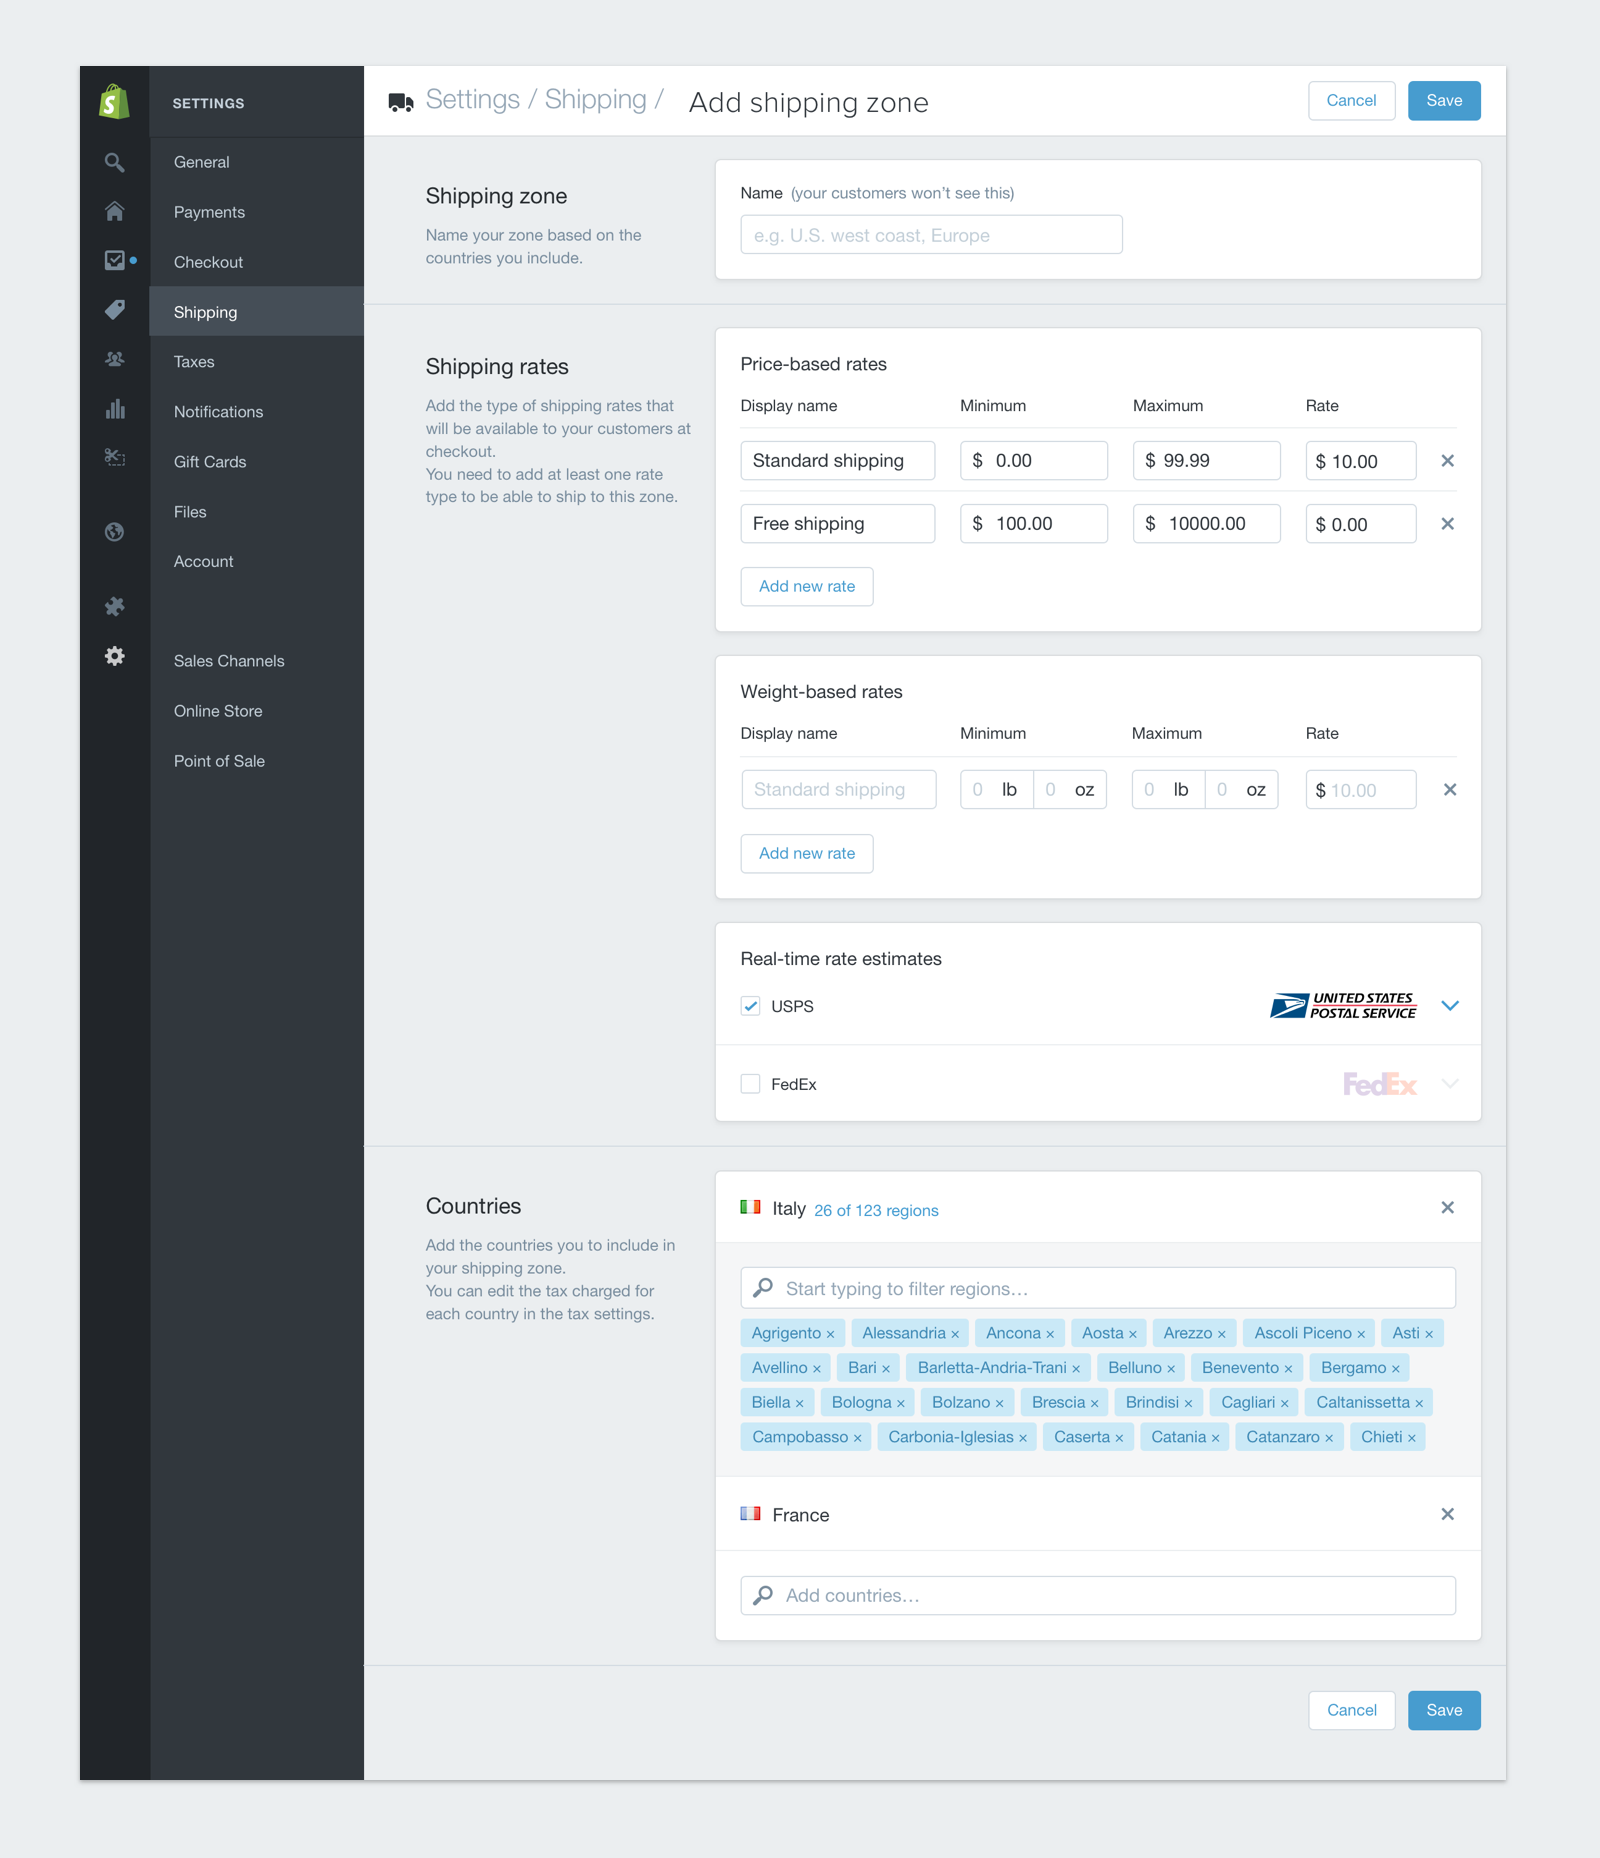 SETTINGS
General
Payments
Checkout
Shipping
Taxes
Notifications
Gift Cards
Files
Account
Sales Channels
Online Store
Point of Sale
Settings / Shipping / Add shipping zone
Cancel Save
Shipping zone
Name your zone based on the
countries you include.
Name (your customers won’t see this)
e.g. U.S. west coast, Europe
Shipping rates
Add the type of shipping rates that
will be available to your customers at
checkout.
You need to add at least one rate
type to be able to ship to this zone.
Price-based rates
Display name Minimum Maximum Rate
Standard shipping $ 0.00 $ 99.99 $ 10.00 ×
Free shipping $ 100.00 $ 10000.00 $ 0.00 ×
Add new rate
Weight-based rates
Display name Minimum Maximum Rate
Standard shipping 0 lb 0 oz 0 lb 0 oz $ 10.00 ×
Add new rate
Real-time rate estimates
USPS
UNITED STATES
POSTAL SERVICE
FedEx FedEx
Countries
Add the countries you to include in
your shipping zone.
You can edit the tax charged for
each country in the tax settings.
Italy 26 of 123 regions ×
Start typing to filter regions...
Agrigento × Alessandria × Ancona × Aosta × Arezzo × Ascoli Piceno × Asti ×
Avellino × Bari × Barletta-Andria-Trani × Belluno × Benevento × Bergamo ×
Biella × Bologna × Bolzano × Brescia × Brindisi × Cagliari × Caltanissetta ×
Campobasso × Carbonia-Iglesias × Caserta × Catania × Catanzaro × Chieti ×
France ×
Add countries...
Cancel Save